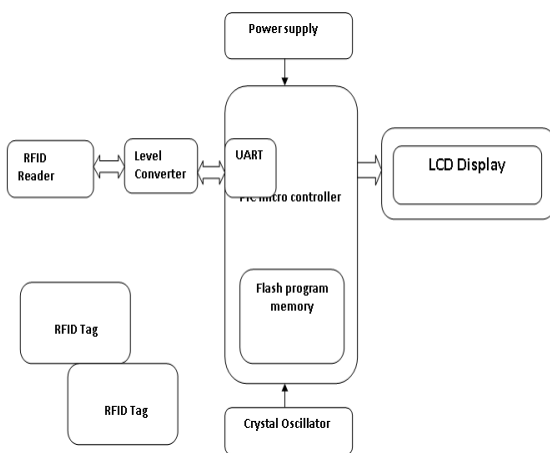 Power supply
RFID
Reader
Level
Converter
UART
micro controller
LCD Display
Flash program
memory
RFID Tag
RFID Tag
Crystal Oscillator